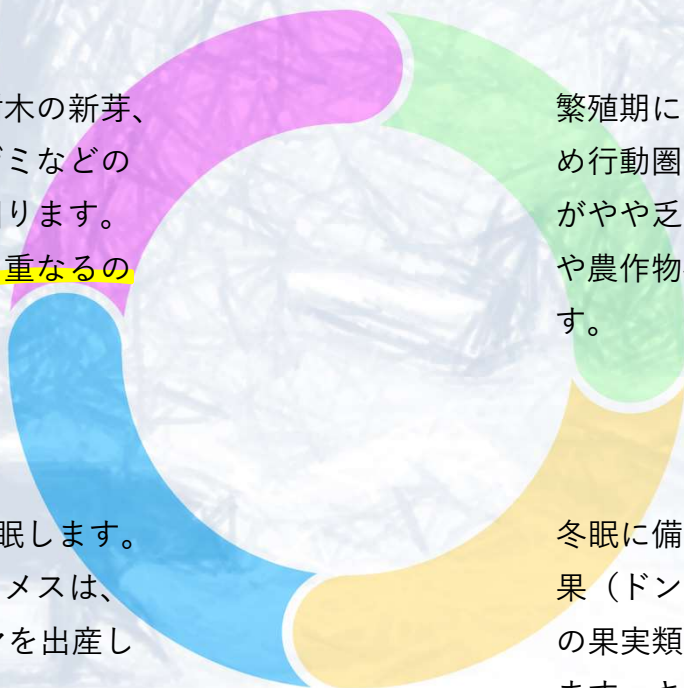 木の新芽、
ミなどの
ります。
重なるの
繁殖期に
め行動圏
がやや乏
や農作物
す。
眠します。
メスは、
を出産し
冬眠に備
果（ドン
の果実類